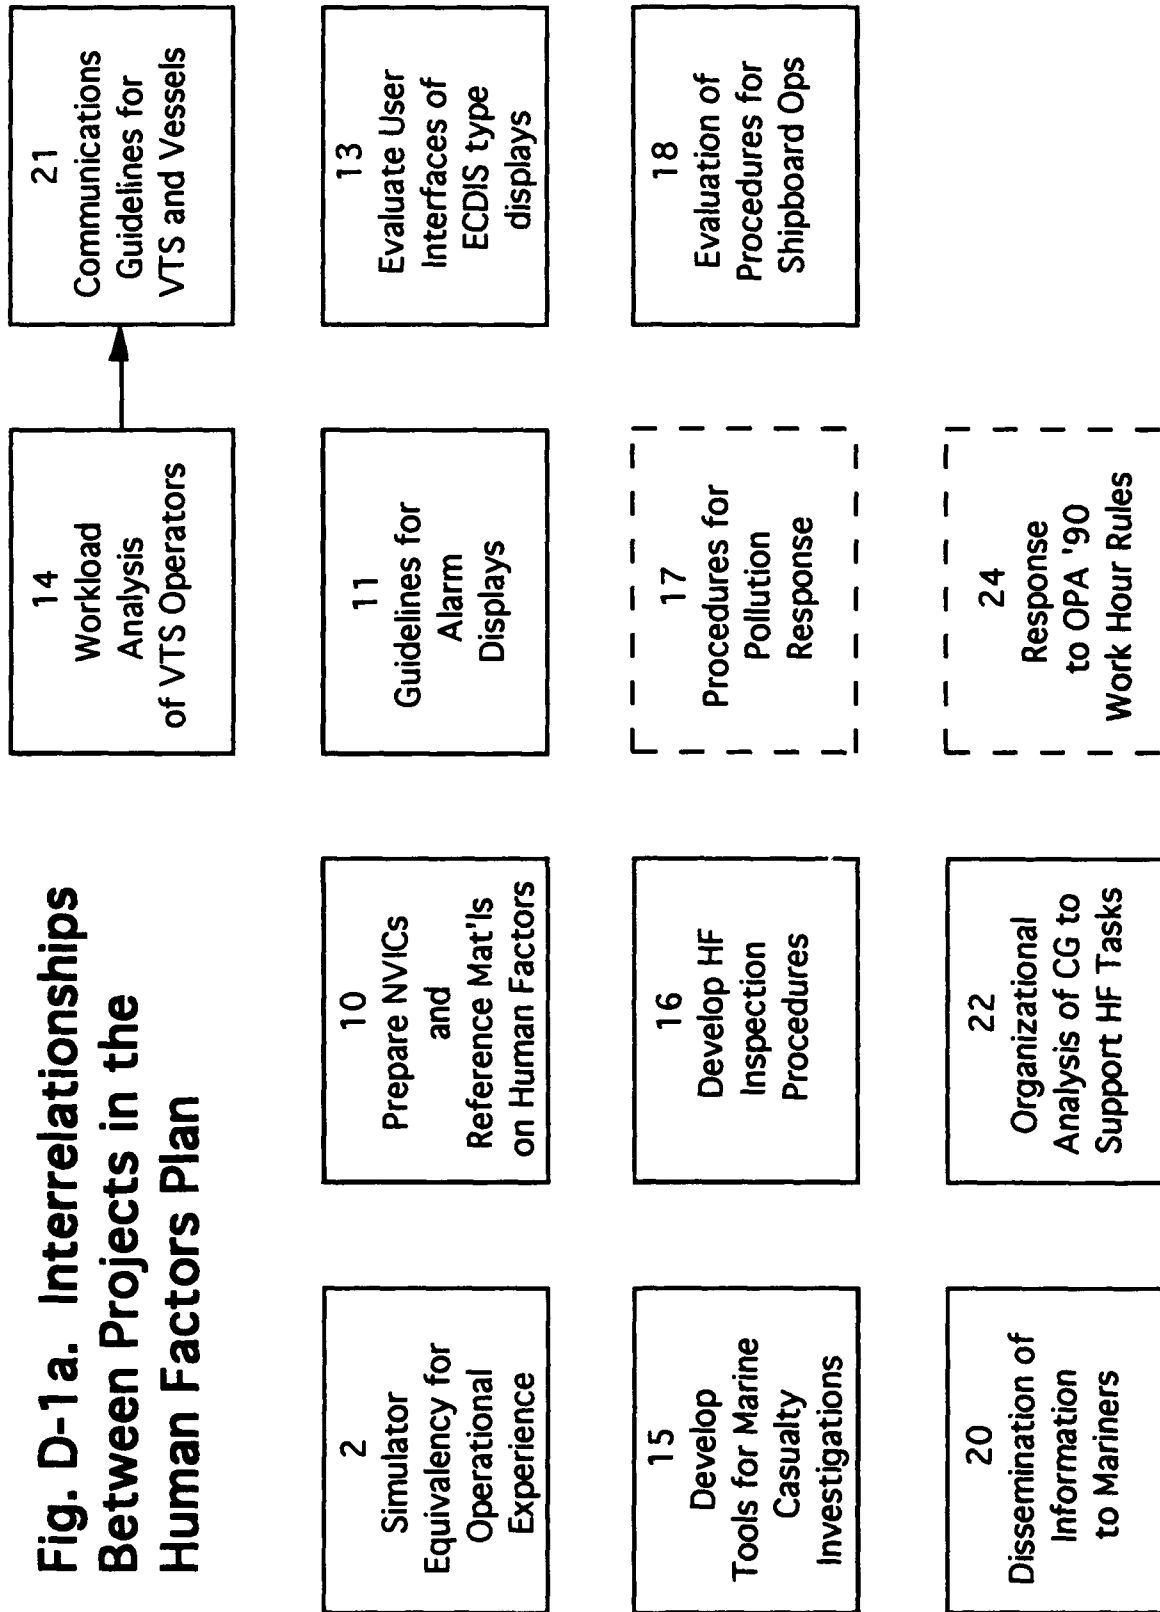 Fig. D-1a. Interrelationships
Between Projects in the
Human Factors Plan
14
Workload
Analysis
of VTS Operators
21
Communications
Guidelines for
VTS and Vessels
2
Simulator
Equivalency for
Operational
Experience
10
Prepare NVICs
and
Reference Mat'ls
on Human Factors
11
Guidelines for
Alarm
Displays
13
Evaluate User
Interfaces of
ECDIS type
displays
15
Develop
Tools for Marine
Casualty
Investigations
16
Develop HF
Inspection
Procedures
17
Procedures for
Pollution
Response
18
Evaluation of
Procedures for
Shipboard Ops
20
Dissemination of
Information
to Mariners
22
Organizational
Analysis of CG to
Support HF Tasks
24
Response
to OPA '90
Work Hour Rules